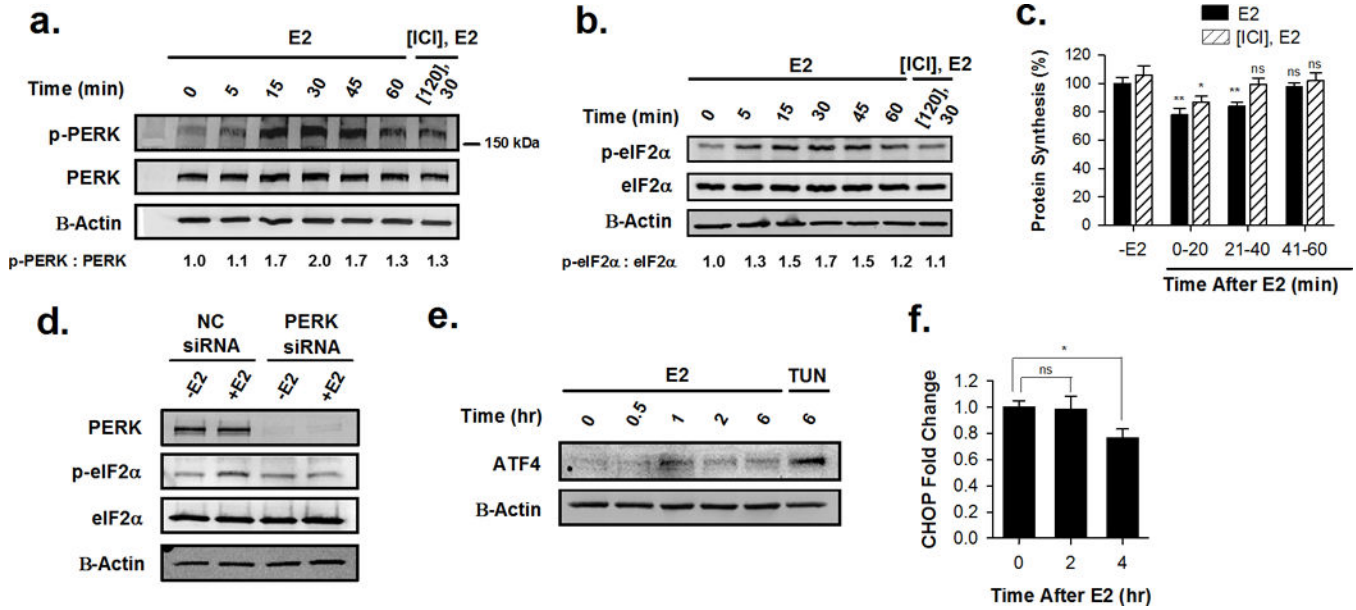 a.
E2
[ICI], E2
Time (min)
0
5
15
30
45
60
[120], 30
p-PERK
150 kDa
PERK
B-Actin
p-PERK : PERK
1.0 1.1 1.7 2.0 1.7 1.3 1.3
b.
E2
[ICI], E2
Time (min)
0
5
15
30
45
60
[120], 30
p-eIF2α
eIF2α
B-Actin
p-eIF2α : eIF2α
1.0 1.3 1.5 1.7 1.5 1.2 1.1
c.
E2
[ICI], E2
Protein Synthesis (%)
120
100
80
60
40
20
0
**
*
**
ns
ns
ns
-E2 0-20 21-40 41-60
Time After E2 (min)
d.
NC siRNA
PERK siRNA
-E2
+E2
-E2
+E2
PERK
p-eIF2α
eIF2α
B-Actin
e.
E2
TUN
Time (hr)
0
0.5
1
2
6
6
ATF4
B-Actin
f.
*
ns
CHOP Fold Change
1.2
1.0
0.8
0.6
0.4
0.2
0.0
0 2 4
Time After E2 (hr)